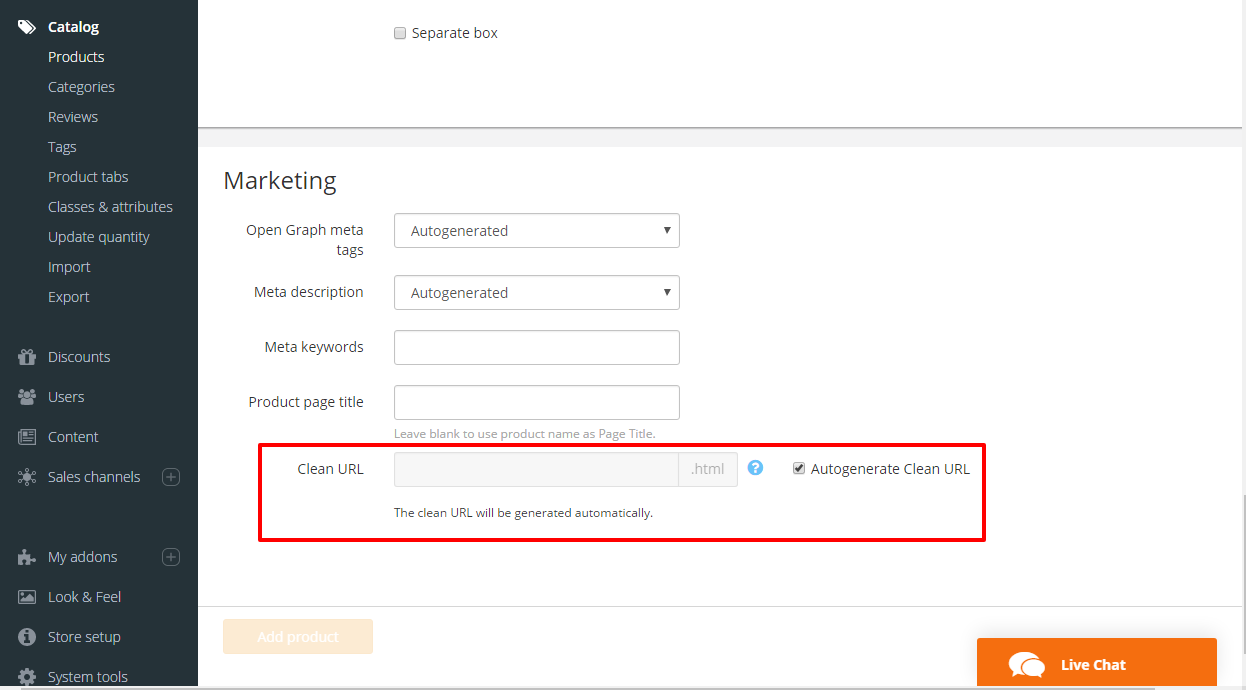 Catalog
Products
Categories
Reviews
Tags
Product tabs
Classes & attributes
Update quantity
Import
Export
Discounts
Users
Content
Sales channels
My addons
Look & Feel
Store setup
System tools
Separate box
Marketing
Open Graph meta
tags
Autogenerated
Meta description
Autogenerated
Meta keywords
Product page title
Leave blank to use product name as Page Title.
Clean URL
.html
?
Autogenerate Clean URL
The clean URL will be generated automatically.
Add product
Live Chat